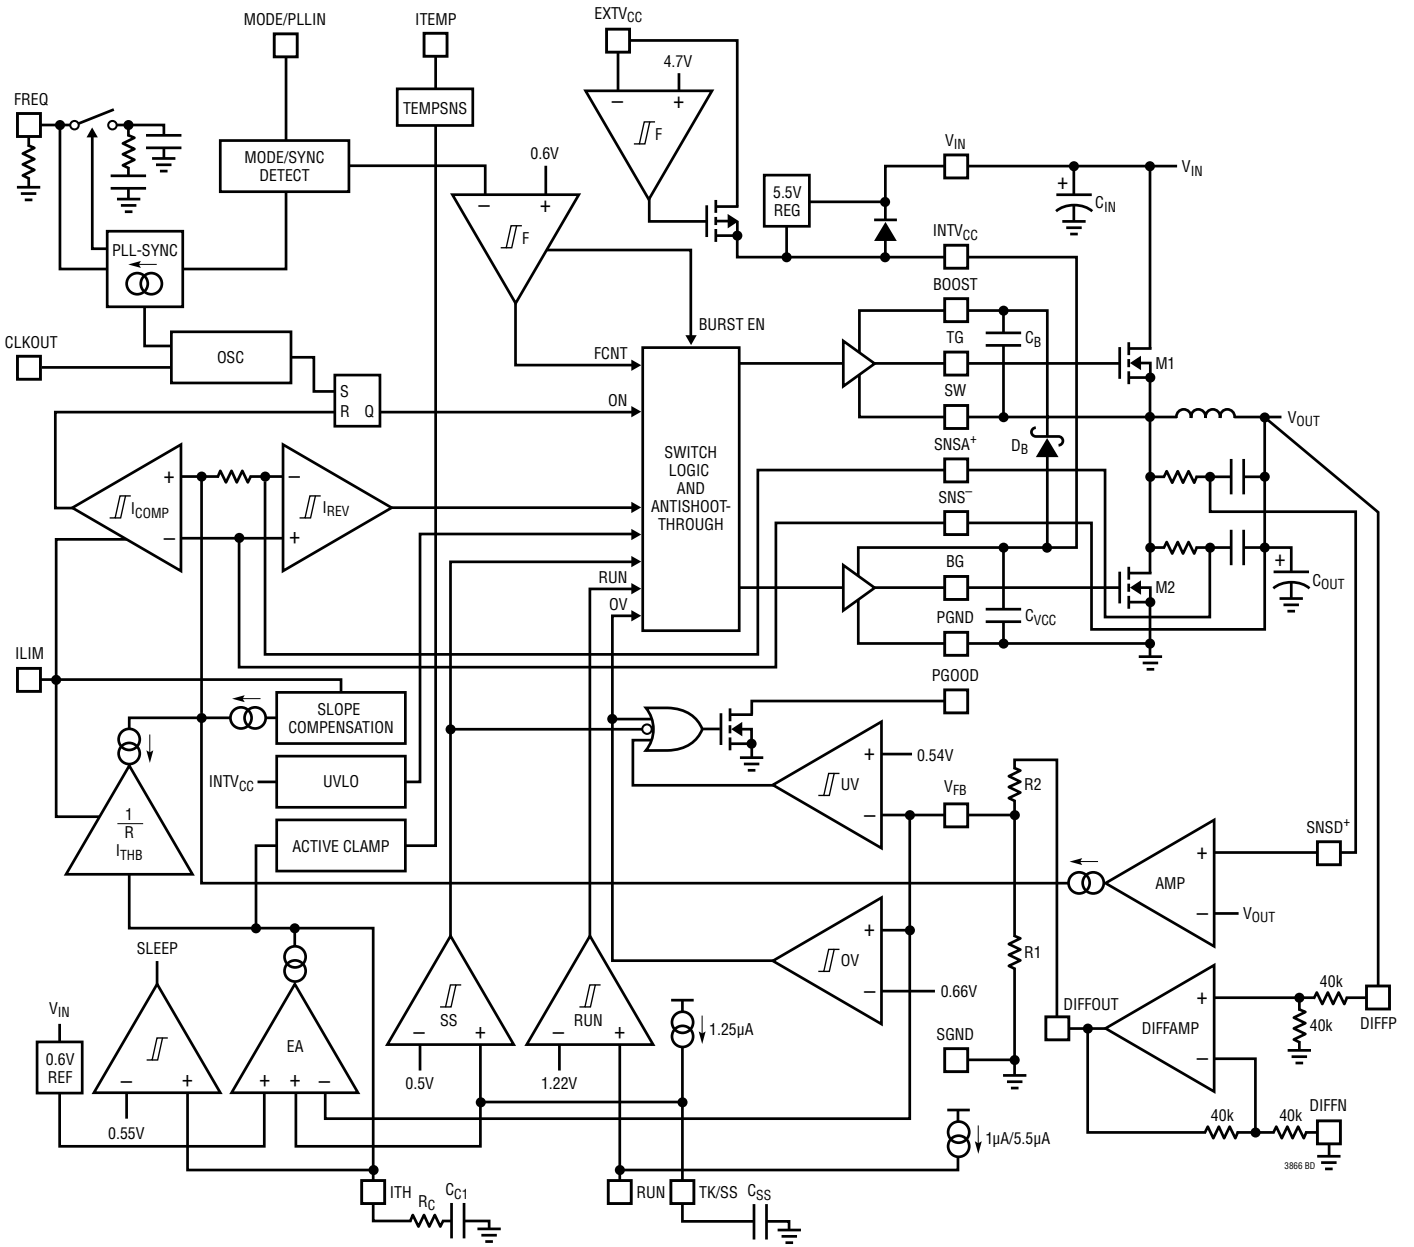 MODE/PLLIN
ITEMP
EXTVCC
4.7V
FREQ
TEMPSNS
− +
F
0.6V
MODE/SYNC
DETECT
− +
F
VIN
VIN
5.5V
REG
+
CIN
PLL-SYNC
INTVCC
BOOST
BURST EN
CLKOUT
OSC
FCNT
TG
CB
M1
S
R Q
ON
SW
VOUT
SNSA+
DB
SWITCH
LOGIC
AND
ANTISHOOT-
THROUGH
+
−
ICOMP
−
+
IREV
SNS−
RUN
OV
BG
M2
+
COUT
PGND
CVCC
ILIM
PGOOD
SLOPE
COMPENSATION
INTVCC
UVLO
+
0.54V
UV
−
VFB
R2
1
R
ITHB
ACTIVE CLAMP
SNSD+
+
AMP
−
VOUT
SLEEP
+
OV
−
0.66V
R1
VIN
0.6V
REF
− +
0.55V
EA
+ + −
SS
− +
0.5V
RUN
− +
1.22V
1.25µA
SGND
DIFFOUT
+
DIFFAMP
−
40k
40k
DIFFP
40k
40k
DIFFN
1µA/5.5µA
3866 BD
ITH
RC
CC1
RUN
TK/SS
CSS